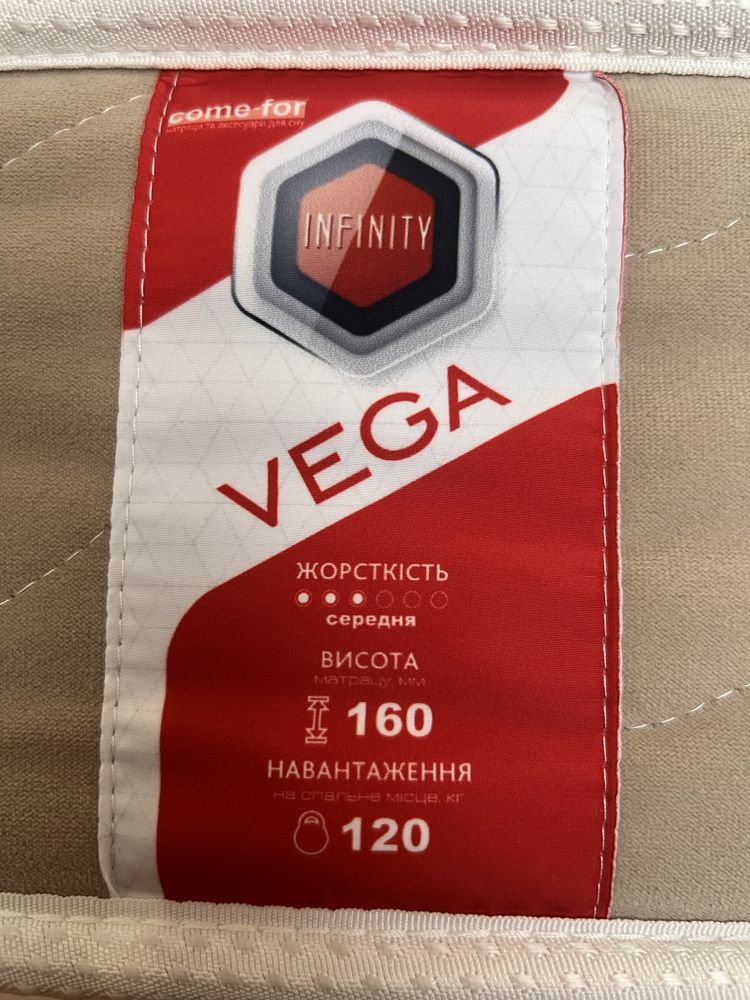 come-for
матраци та аксесуари для сну
INFINITY
VEGA
ЖОРСТКІСТЬ
середня
ВИСОТА
матрацу, мм
160
НАВАНТАЖЕННЯ
на спальне місце, кг
120